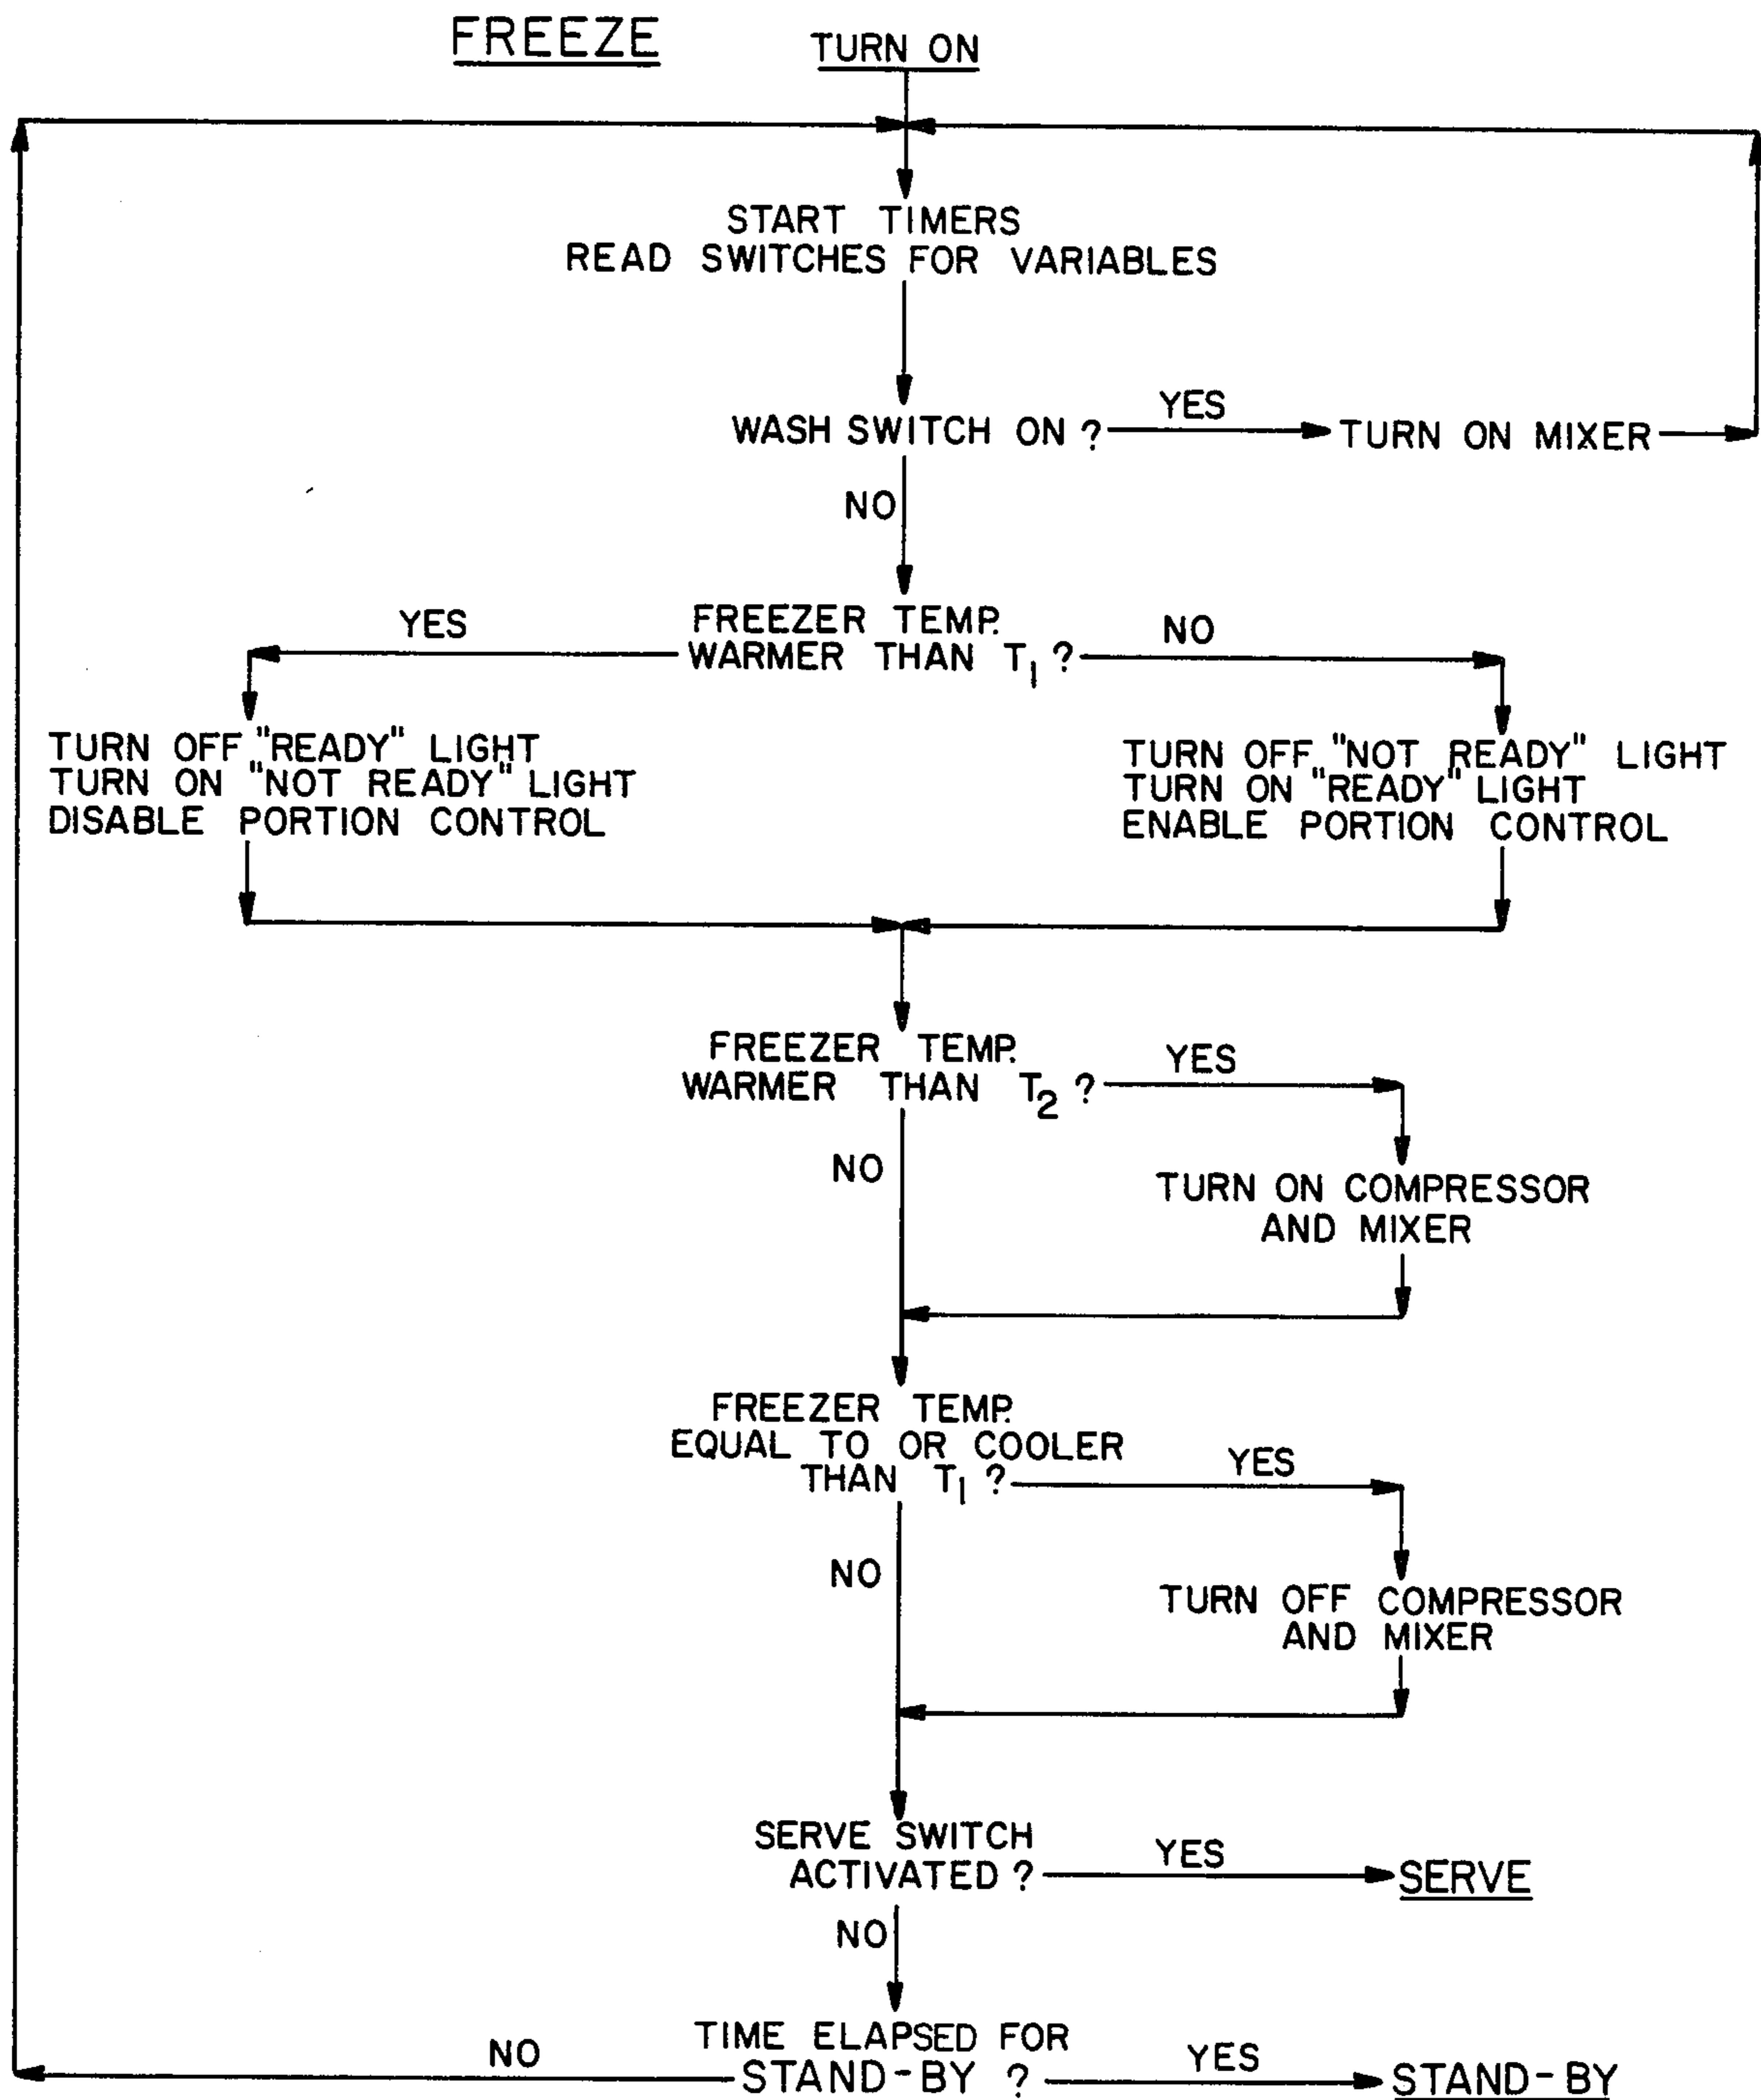 FREEZE
TURN ON
START TIMERS
READ SWITCHES FOR VARIABLES
WASH SWITCH ON ?
YES
TURN ON MIXER
NO
YES
FREEZER TEMP.
WARMER THAN T1 ?
NO
TURN OFF "READY" LIGHT
TURN ON "NOT READY" LIGHT
DISABLE PORTION CONTROL
TURN OFF "NOT READY" LIGHT
TURN ON "READY" LIGHT
ENABLE PORTION CONTROL
FREEZER TEMP.
WARMER THAN T2 ?
YES
NO
TURN ON COMPRESSOR
AND MIXER
FREEZER TEMP.
EQUAL TO OR COOLER
THAN T1 ?
YES
NO
TURN OFF COMPRESSOR
AND MIXER
SERVE SWITCH
ACTIVATED ?
YES
SERVE
NO
TIME ELAPSED FOR
STAND-BY ?
NO
YES
STAND-BY